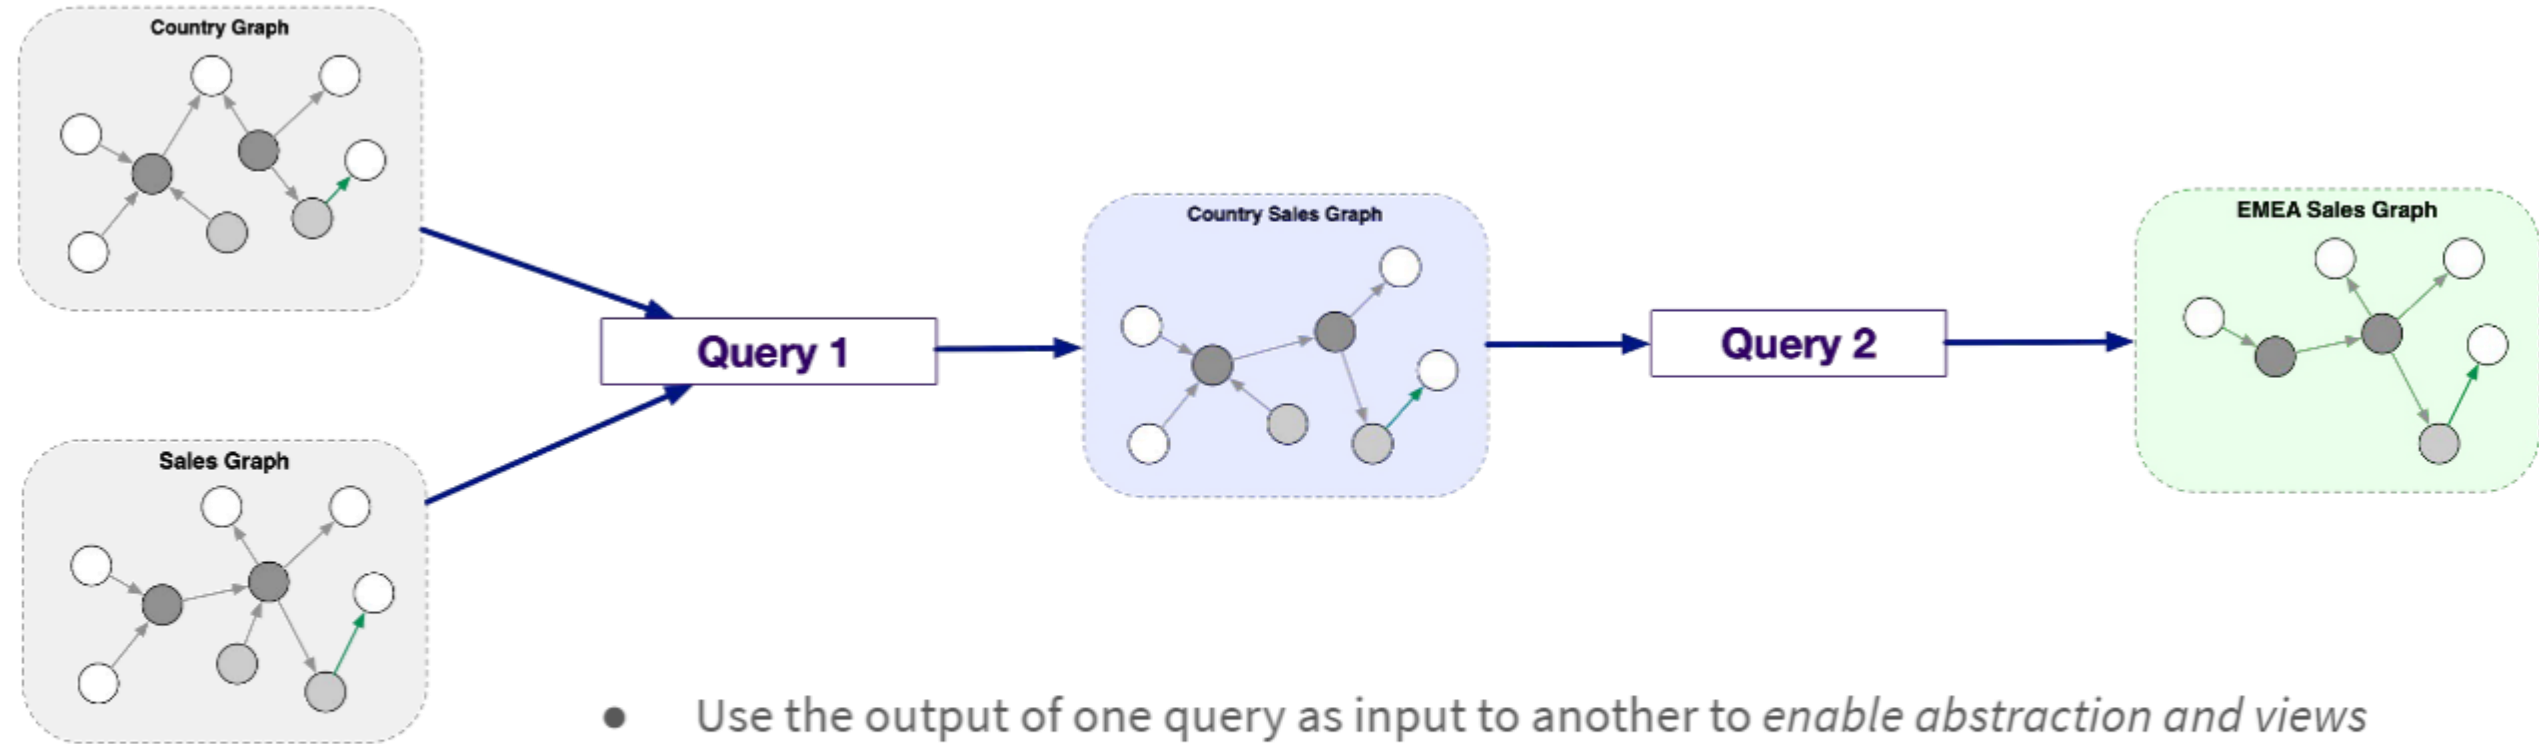 Country Graph
Sales Graph
Query 1
Country Sales Graph
Query 2
EMEA Sales Graph
● Use the output of one query as input to another to enable abstraction and views